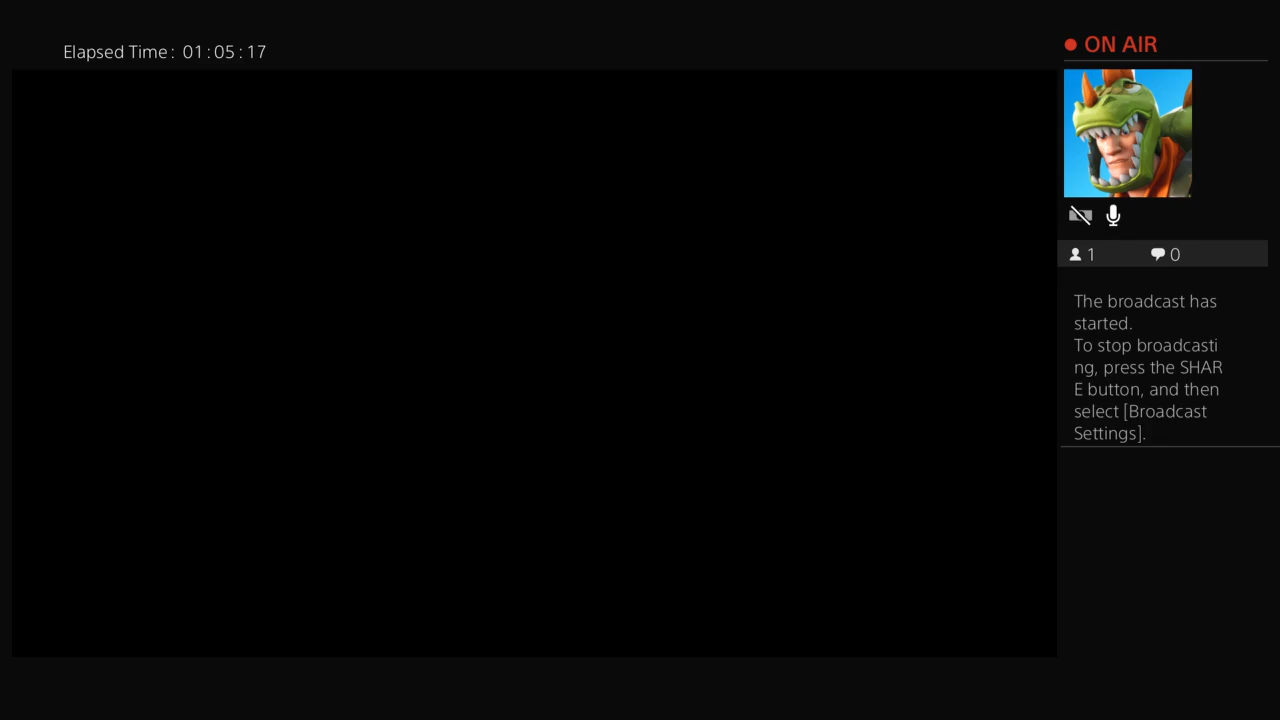 Elapsed Time: 01:05:17
ON AIR
1 0
The broadcast has
started.
To stop broadcasti
ng, press the SHAR
E button, and then
select [Broadcast
Settings].